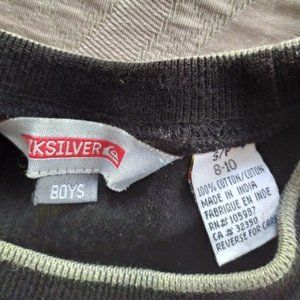 KSILVER
BOYS
S/P
8-10
100% COTTON/COTON
MADE IN INDIA
FABRIQUE EN INDE
RN# 105957
CA# 32390
REVERSE FOR CARE